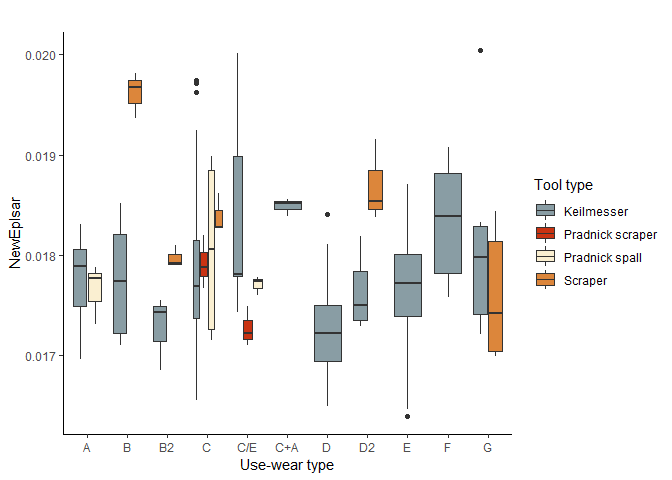 0.020
0.019
0.018
0.017
NewEplsar
A B B2 C C/E C+A D D2 E F G
Use-wear type
Tool type
Keilmesser
Pradnick scraper
Pradnick spall
Scraper